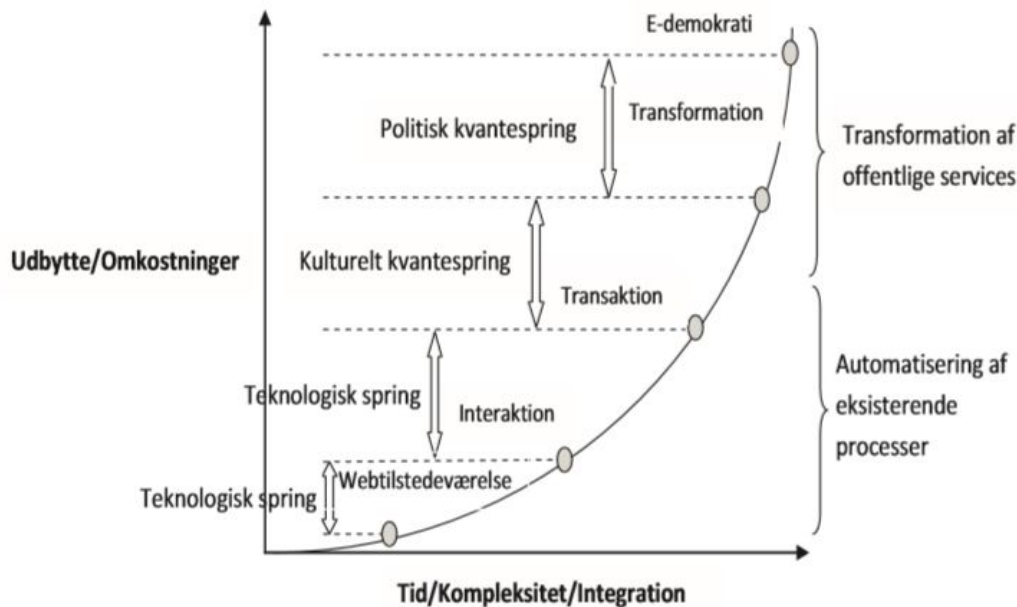 E-demokrati
Politisk kvantespring
Transformation
Transformation af
offentlige services
Udbytte/Omkostninger
Kulturelt kvantespring
Transaktion
Teknologisk spring
Interaktion
Automatisering af
eksisterende
processer
Webtilstedeværelse
Teknologisk spring
Tid/Kompleksitet/Integration